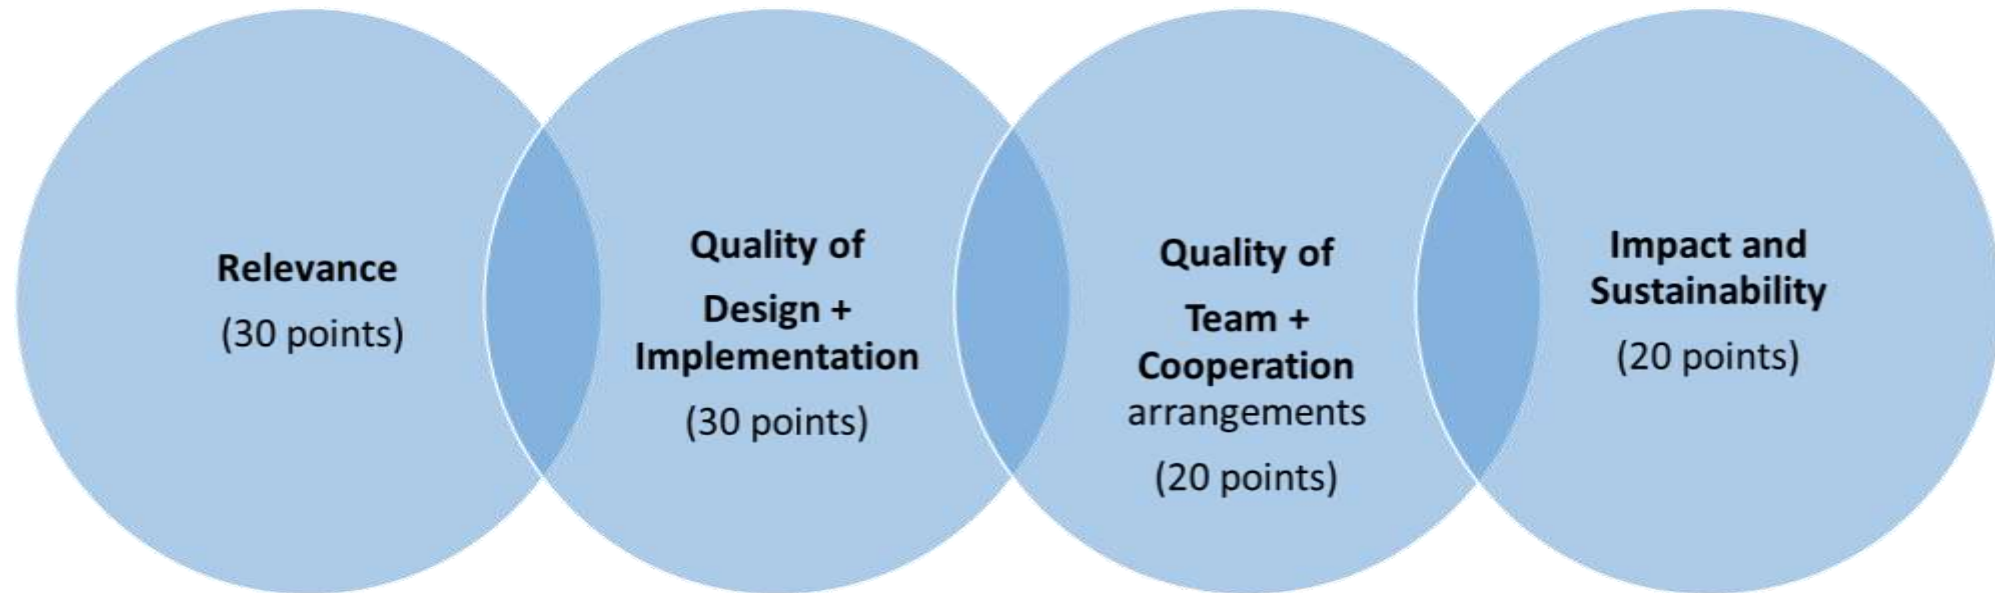 Relevance
(30 points)
Quality of
Design +
Implementation
(30 points)
Quality of
Team +
Cooperation
arrangements
(20 points)
Impact and
Sustainability
(20 points)